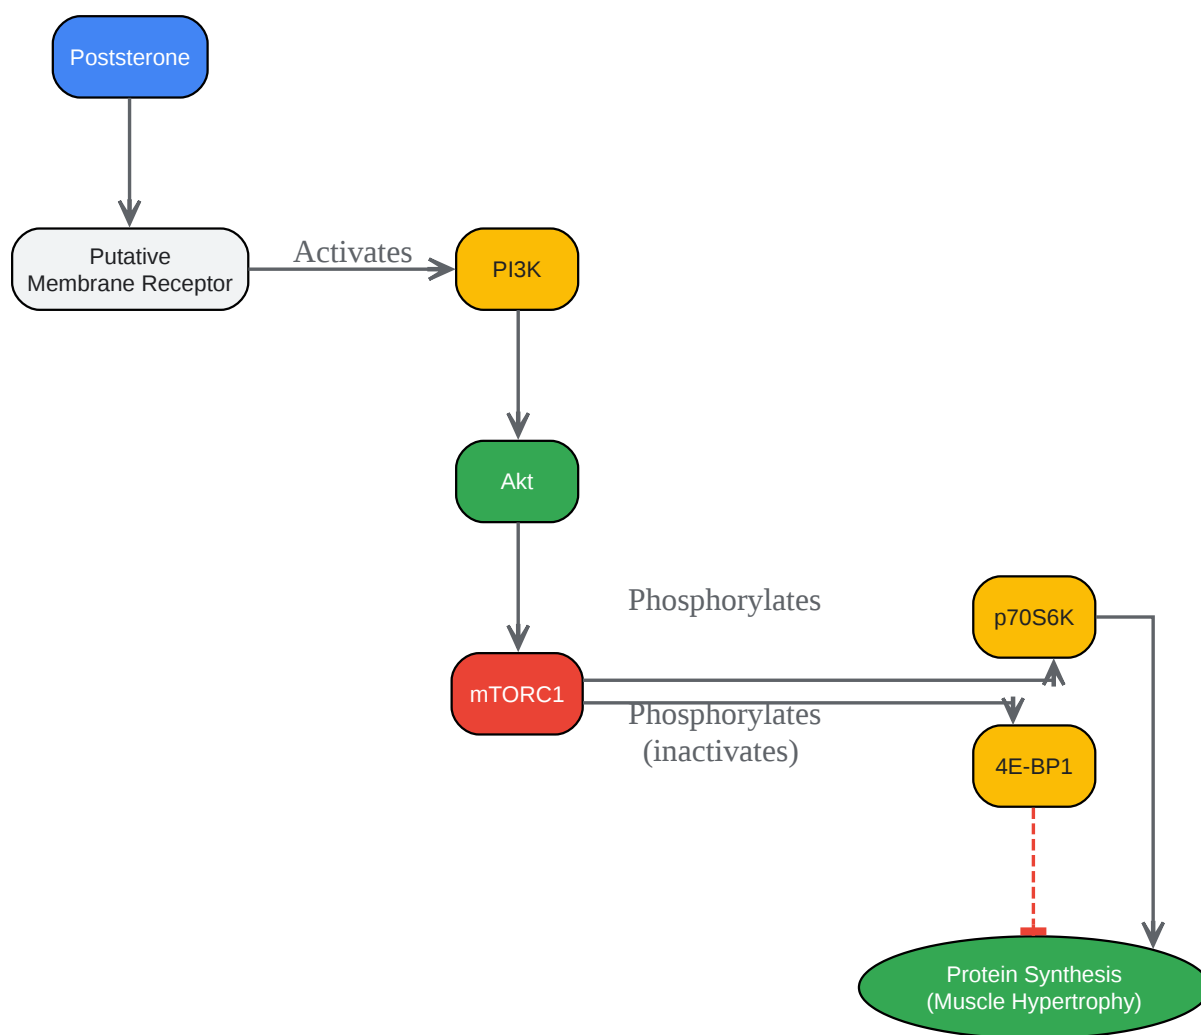 Poststerone
Putative
Membrane Receptor
Activates
PI3K
Akt
Phosphorylates
p70S6K
mTORC1
Phosphorylates
(inactivates)
4E-BP1
Protein Synthesis
(Muscle Hypertrophy)